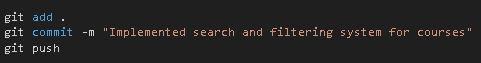 git add .
git commit -m "Implemented search and filtering system for courses"
git push